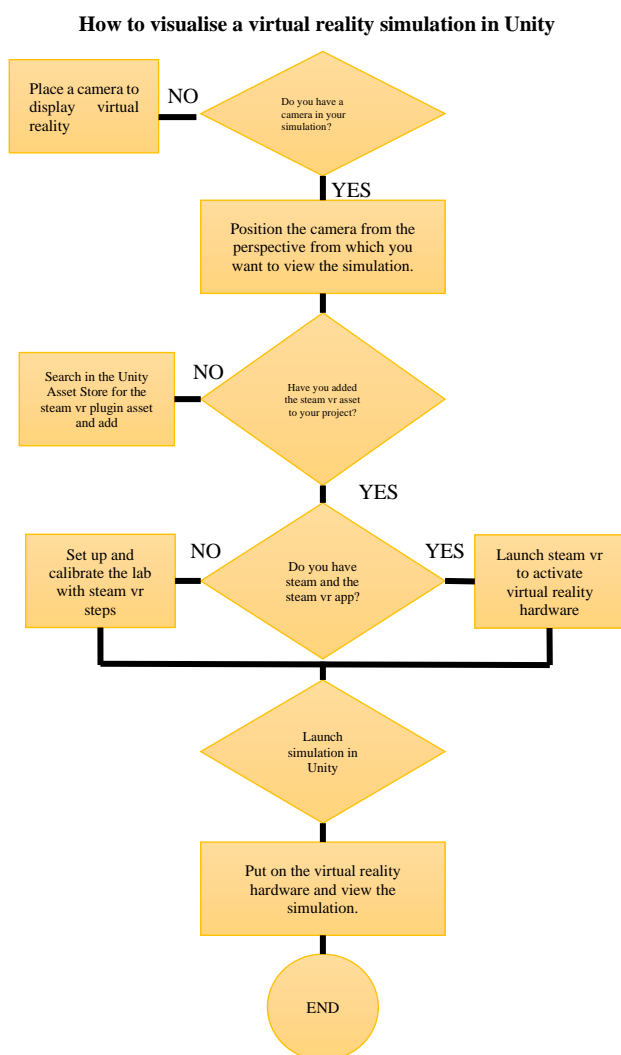 How to visualise a virtual reality simulation in Unity
Place a camera to
display virtual
reality
NO
Do you have a
camera in your
simulation?
YES
Position the camera from the
perspective from which you
want to view the simulation.
Search in the Unity
Asset Store for the
steam vr plugin asset
and add
NO
Have you added
the steam vr asset
to your project?
YES
Set up and
calibrate the lab
with steam vr
steps
NO
Do you have
steam and the
steam vr app?
YES
Launch steam vr
to activate
virtual reality
hardware
Launch
simulation in
Unity
Put on the virtual reality
hardware and view the
simulation.
END